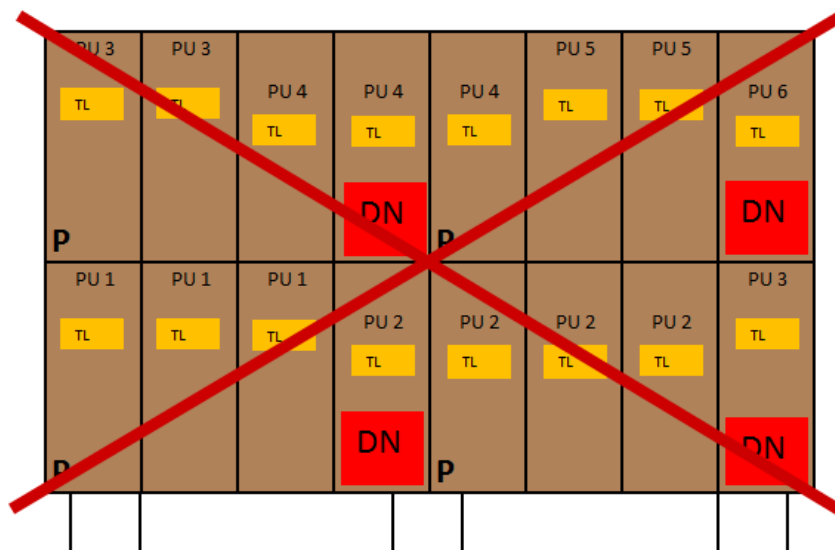 PU 3 PU 3 PU 5 PU 5
PU 4 PU 4 PU 4 PU 6
TL TL TL TL TL TL TL TL
DN DN
P P
PU 1 PU 1 PU 1 PU 3
PU 2 PU 2 PU 2 PU 2
TL TL TL TL TL TL TL TL
DN DN
P P